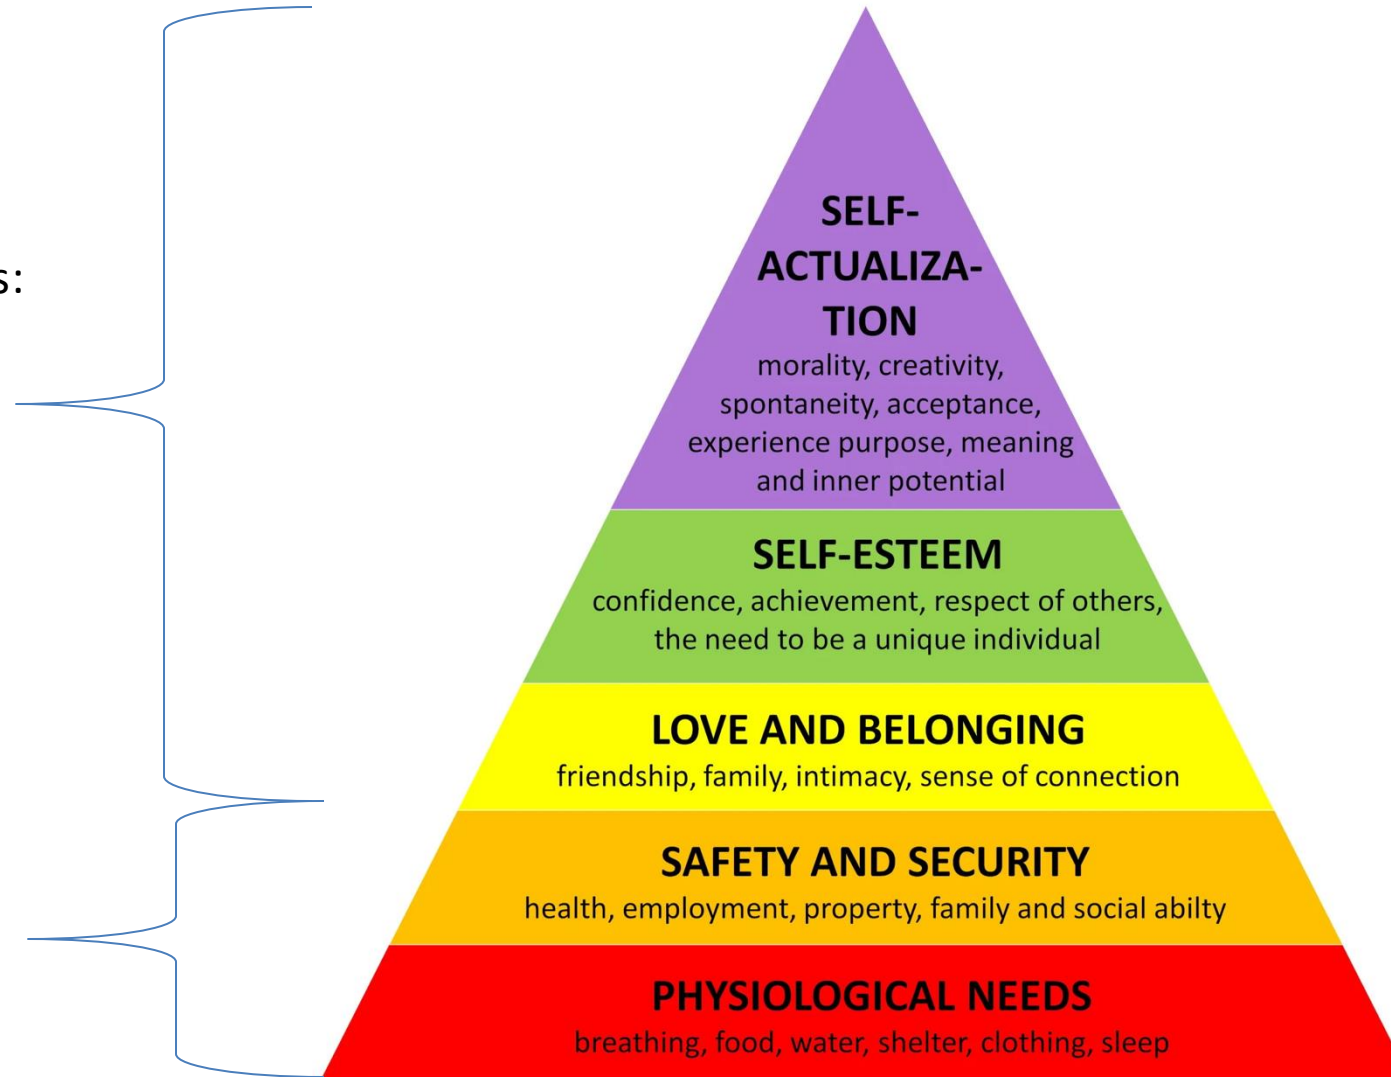 s:
SELF-
ACTUALIZA-
TION
morality, creativity,
spontaneity, acceptance,
experience purpose, meaning
and inner potential
SELF-ESTEEM
confidence, achievement, respect of others,
the need to be a unique individual
LOVE AND BELONGING
friendship, family, intimacy, sense of connection
SAFETY AND SECURITY
health, employment, property, family and social abilty
PHYSIOLOGICAL NEEDS
breathing, food, water, shelter, clothing, sleep